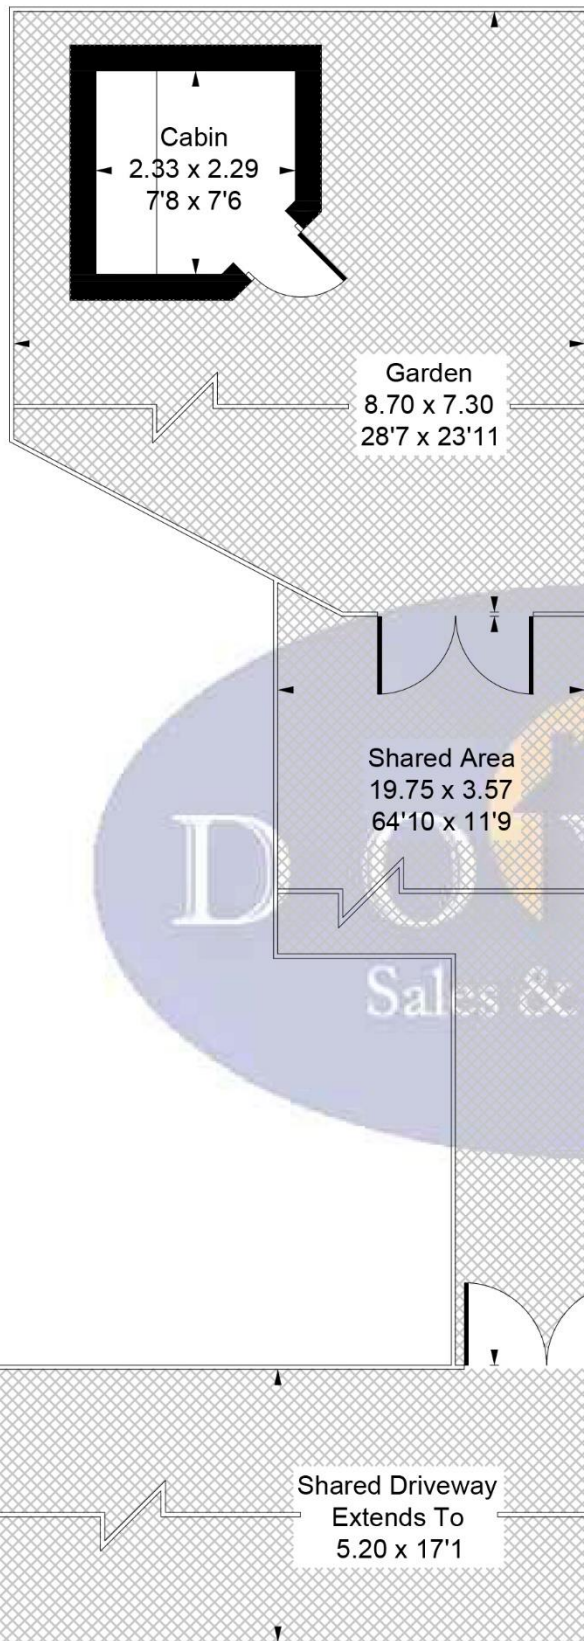 Cabin
2.33 x 2.29
7'8 x 7'6
Garden
8.70 x 7.30
28'7 x 23'11
Shared Area
19.75 x 3.57
64'10 x 11'9
D O
Sales &
Shared Driveway
Extends To
5.20 x 17'1